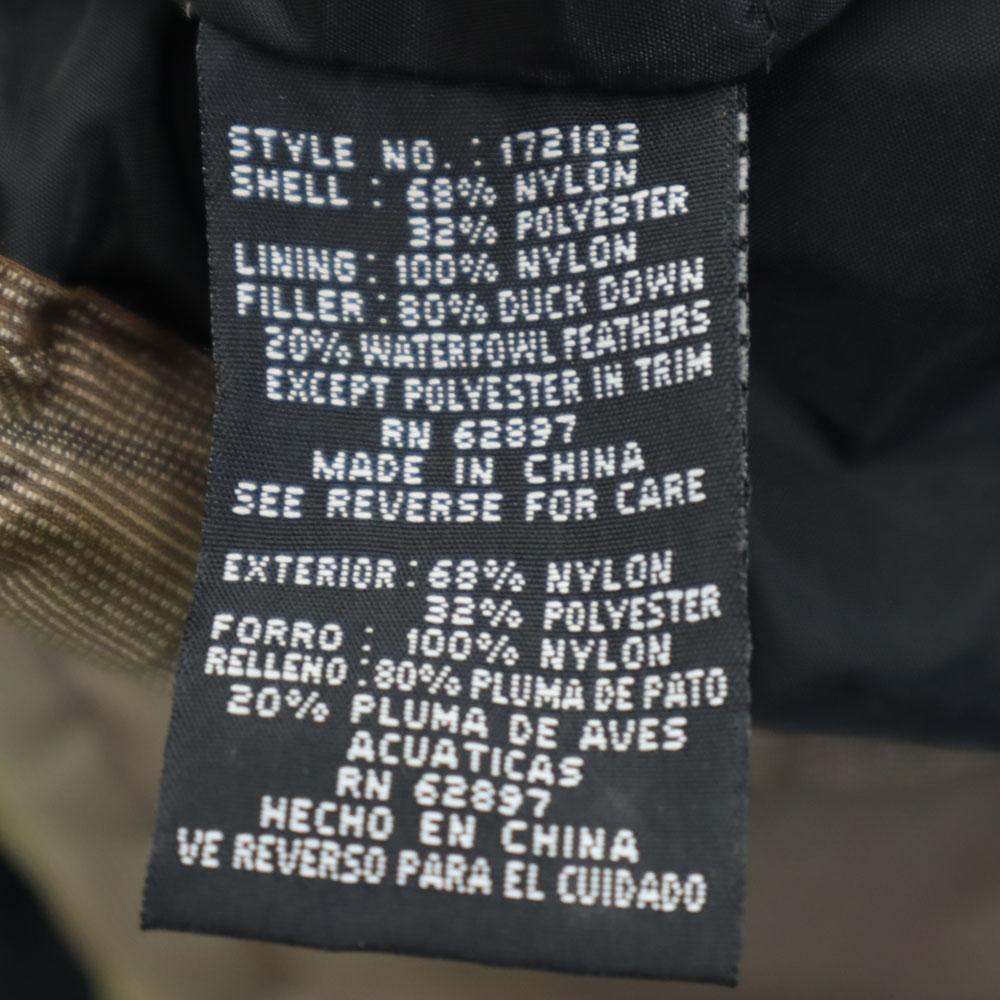 STYLE NO. : 172102
SHELL : 68% NYLON
32% POLYESTER
LINING : 100% NYLON
FILLER : 80% DUCK DOWN
20% WATERFOWL FEATHERS
EXCEPT POLYESTER IN TRIM
RN 62897
MADE IN CHINA
SEE REVERSE FOR CARE
EXTERIOR : 68% NYLON
32% POLYESTER
FORRO : 100% NYLON
RELLENO : 80% PLUMA DE PATO
20% PLUMA DE AVES
ACUATICAS
RN 62897
HECHO EN CHINA
VE REVERSO PARA EL CUIDADO